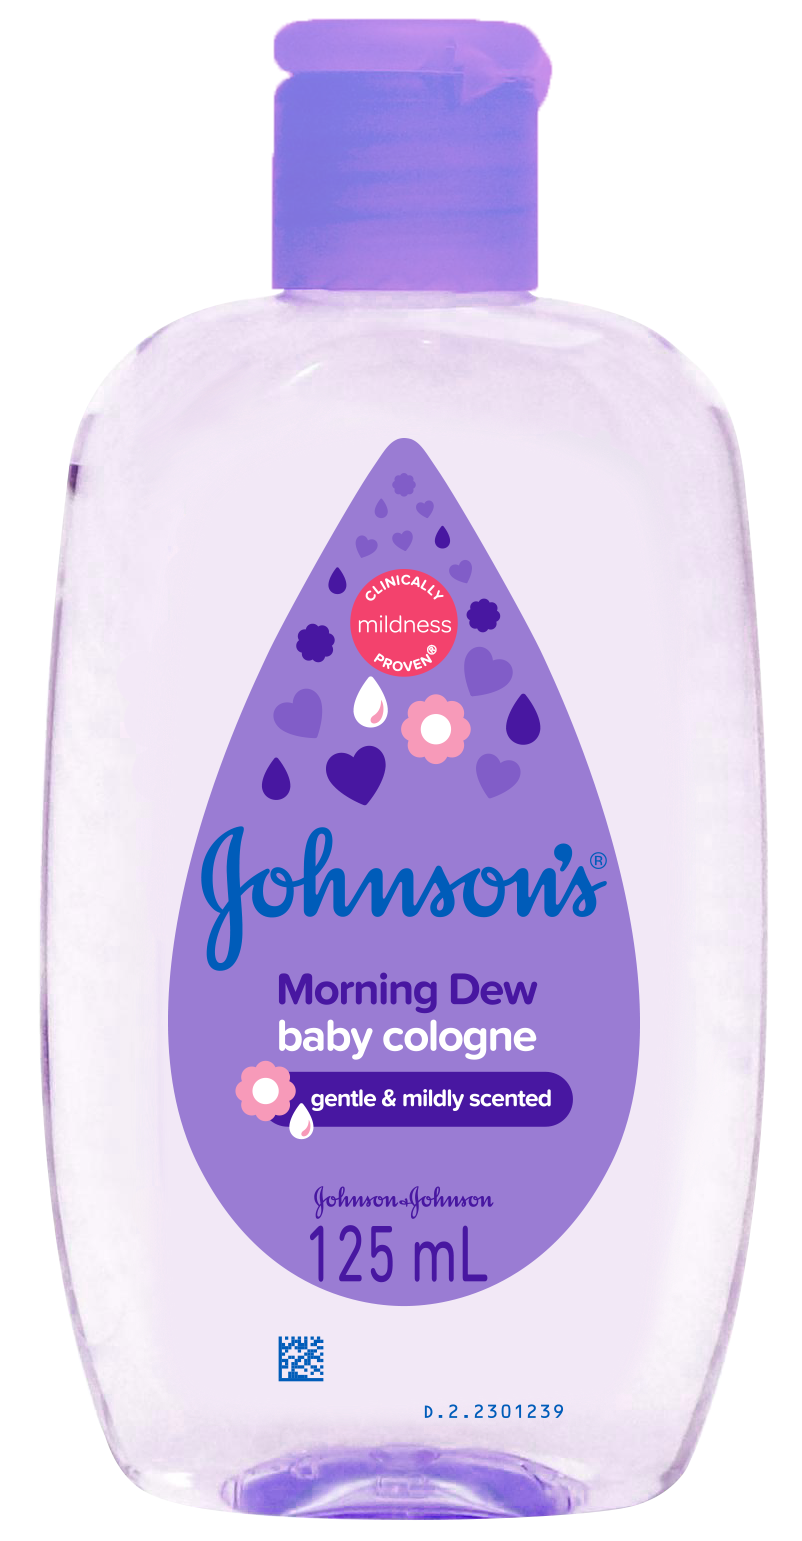 CLINICALLY
mildness
PROVEN®
Johnson's®
Morning Dew
baby cologne
gentle & mildly scented
Johnson+Johnson
125 mL
D.2.2301239